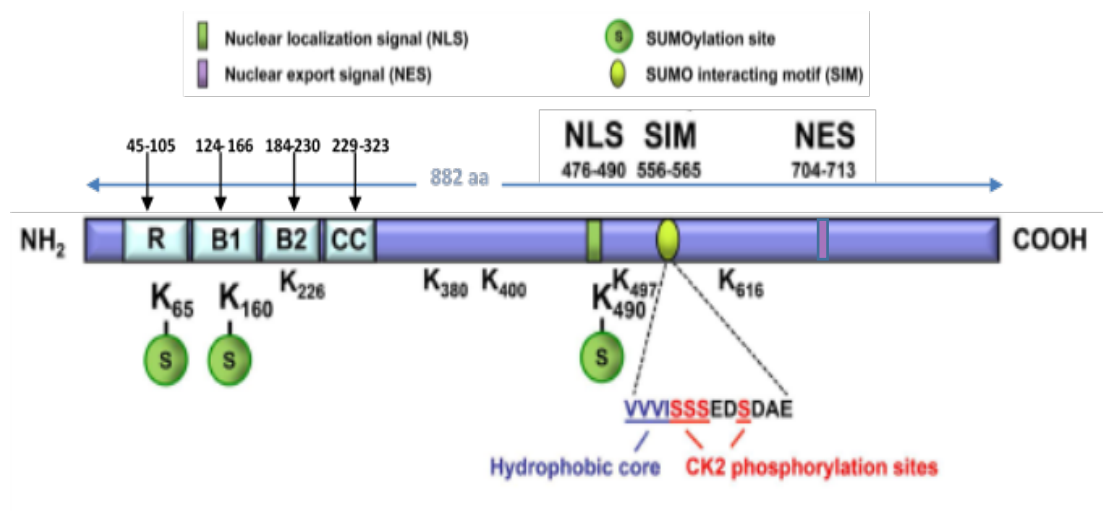 Nuclear localization signal (NLS)
S SUMOylation site
Nuclear export signal (NES)
SUMO interacting motif (SIM)
NLS SIM NES
476-490 556-565 704-713
45-105 124-166 184-230 229-323
882 aa
NH2 R B1 B2 CC COOH
K65 K160 K226 K380 K400 K490 K497 K616
S S S
VVVISSSEDSDAE
Hydrophobic core CK2 phosphorylation sites